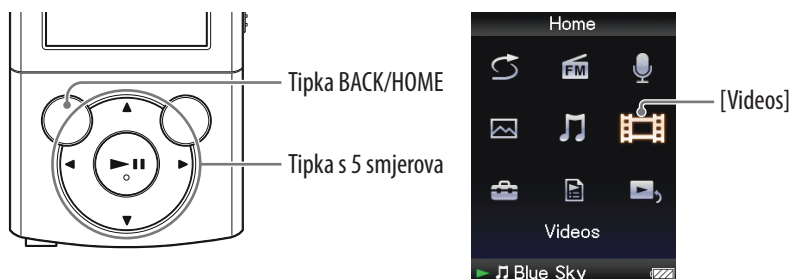 Tipka BACK/HOME
Tipka s 5 smjerova
Home
FM
[Videos]
Videos
Blue Sky